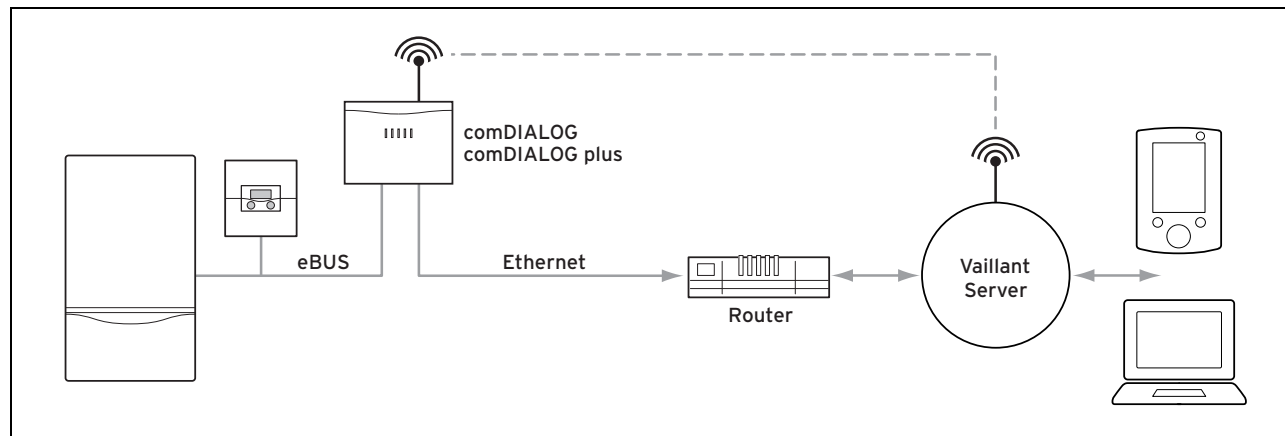 comDIALOG
comDIALOG plus
eBUS
Ethernet
Router
Vaillant
Server